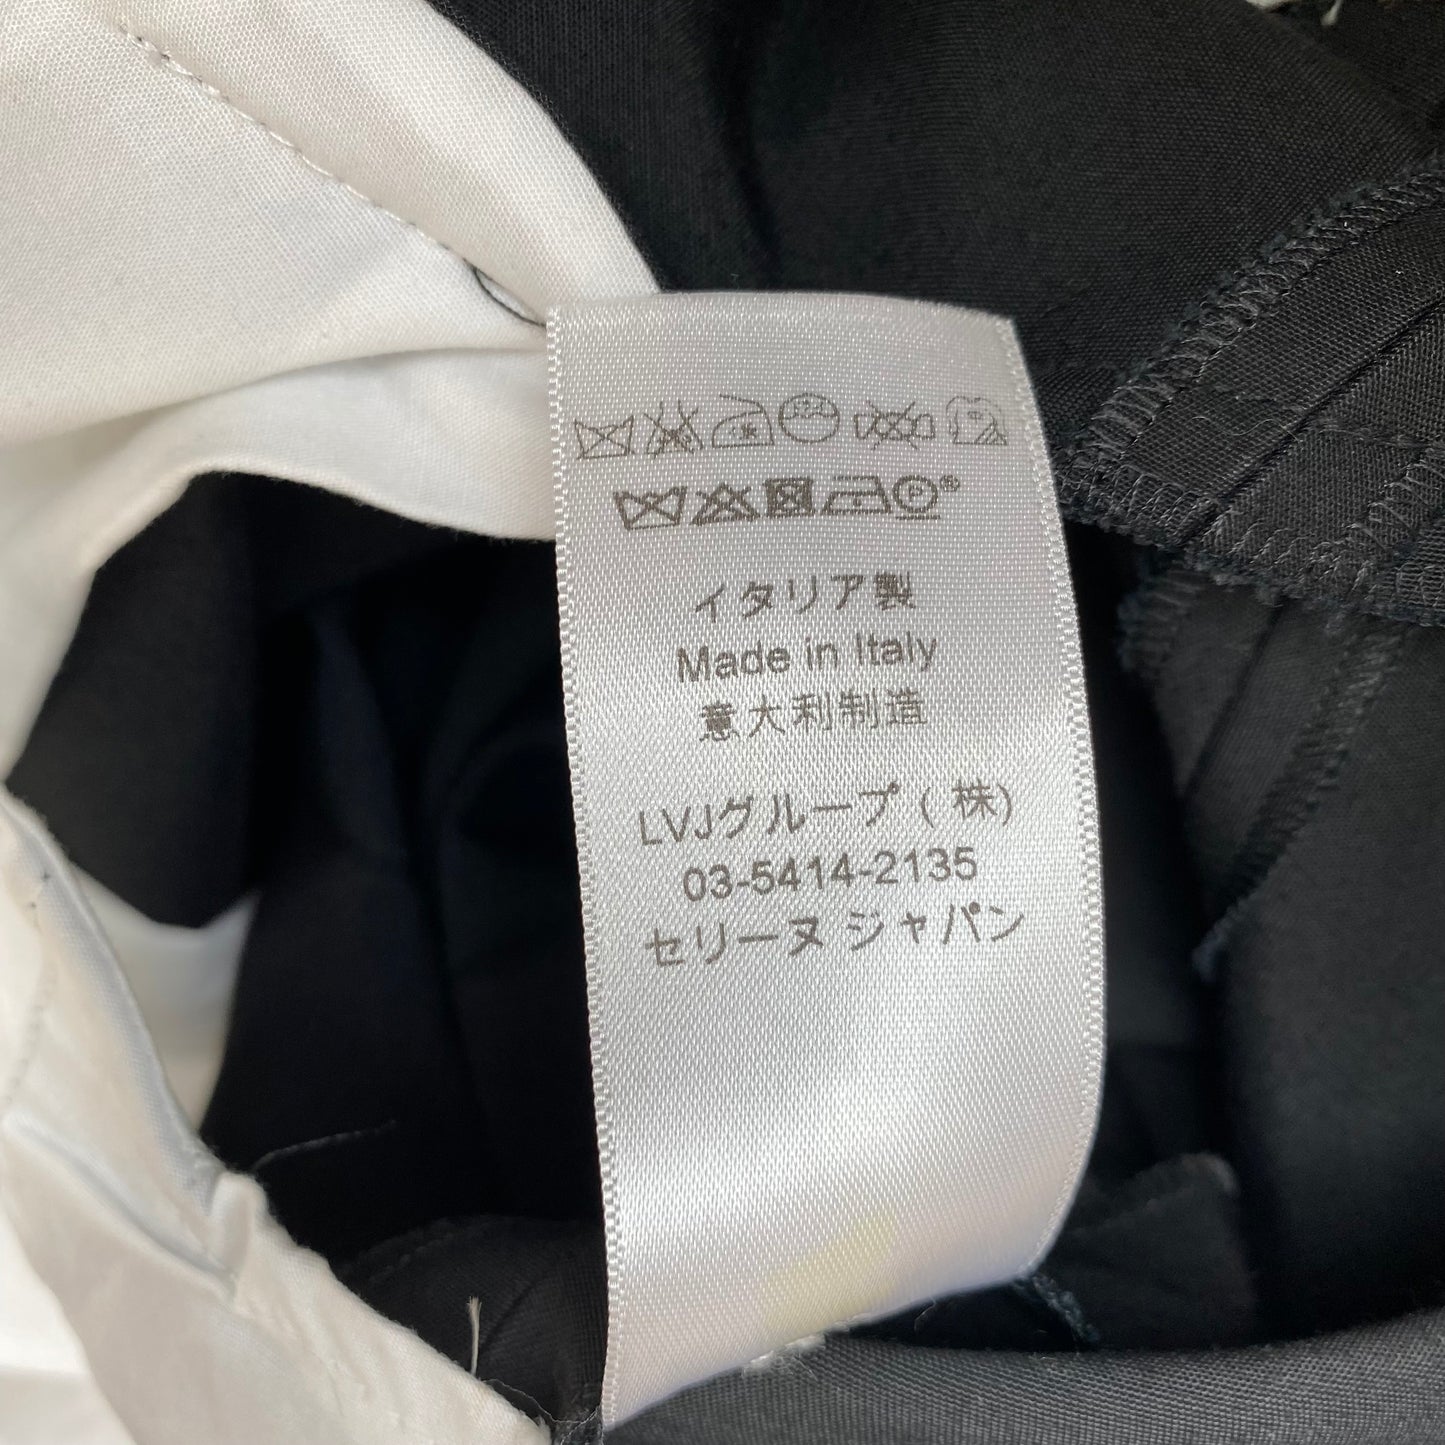 イタリア製
Made in Italy
意大利制造
LVJグループ (株)
03-5414-2135
セリーヌ ジャパン